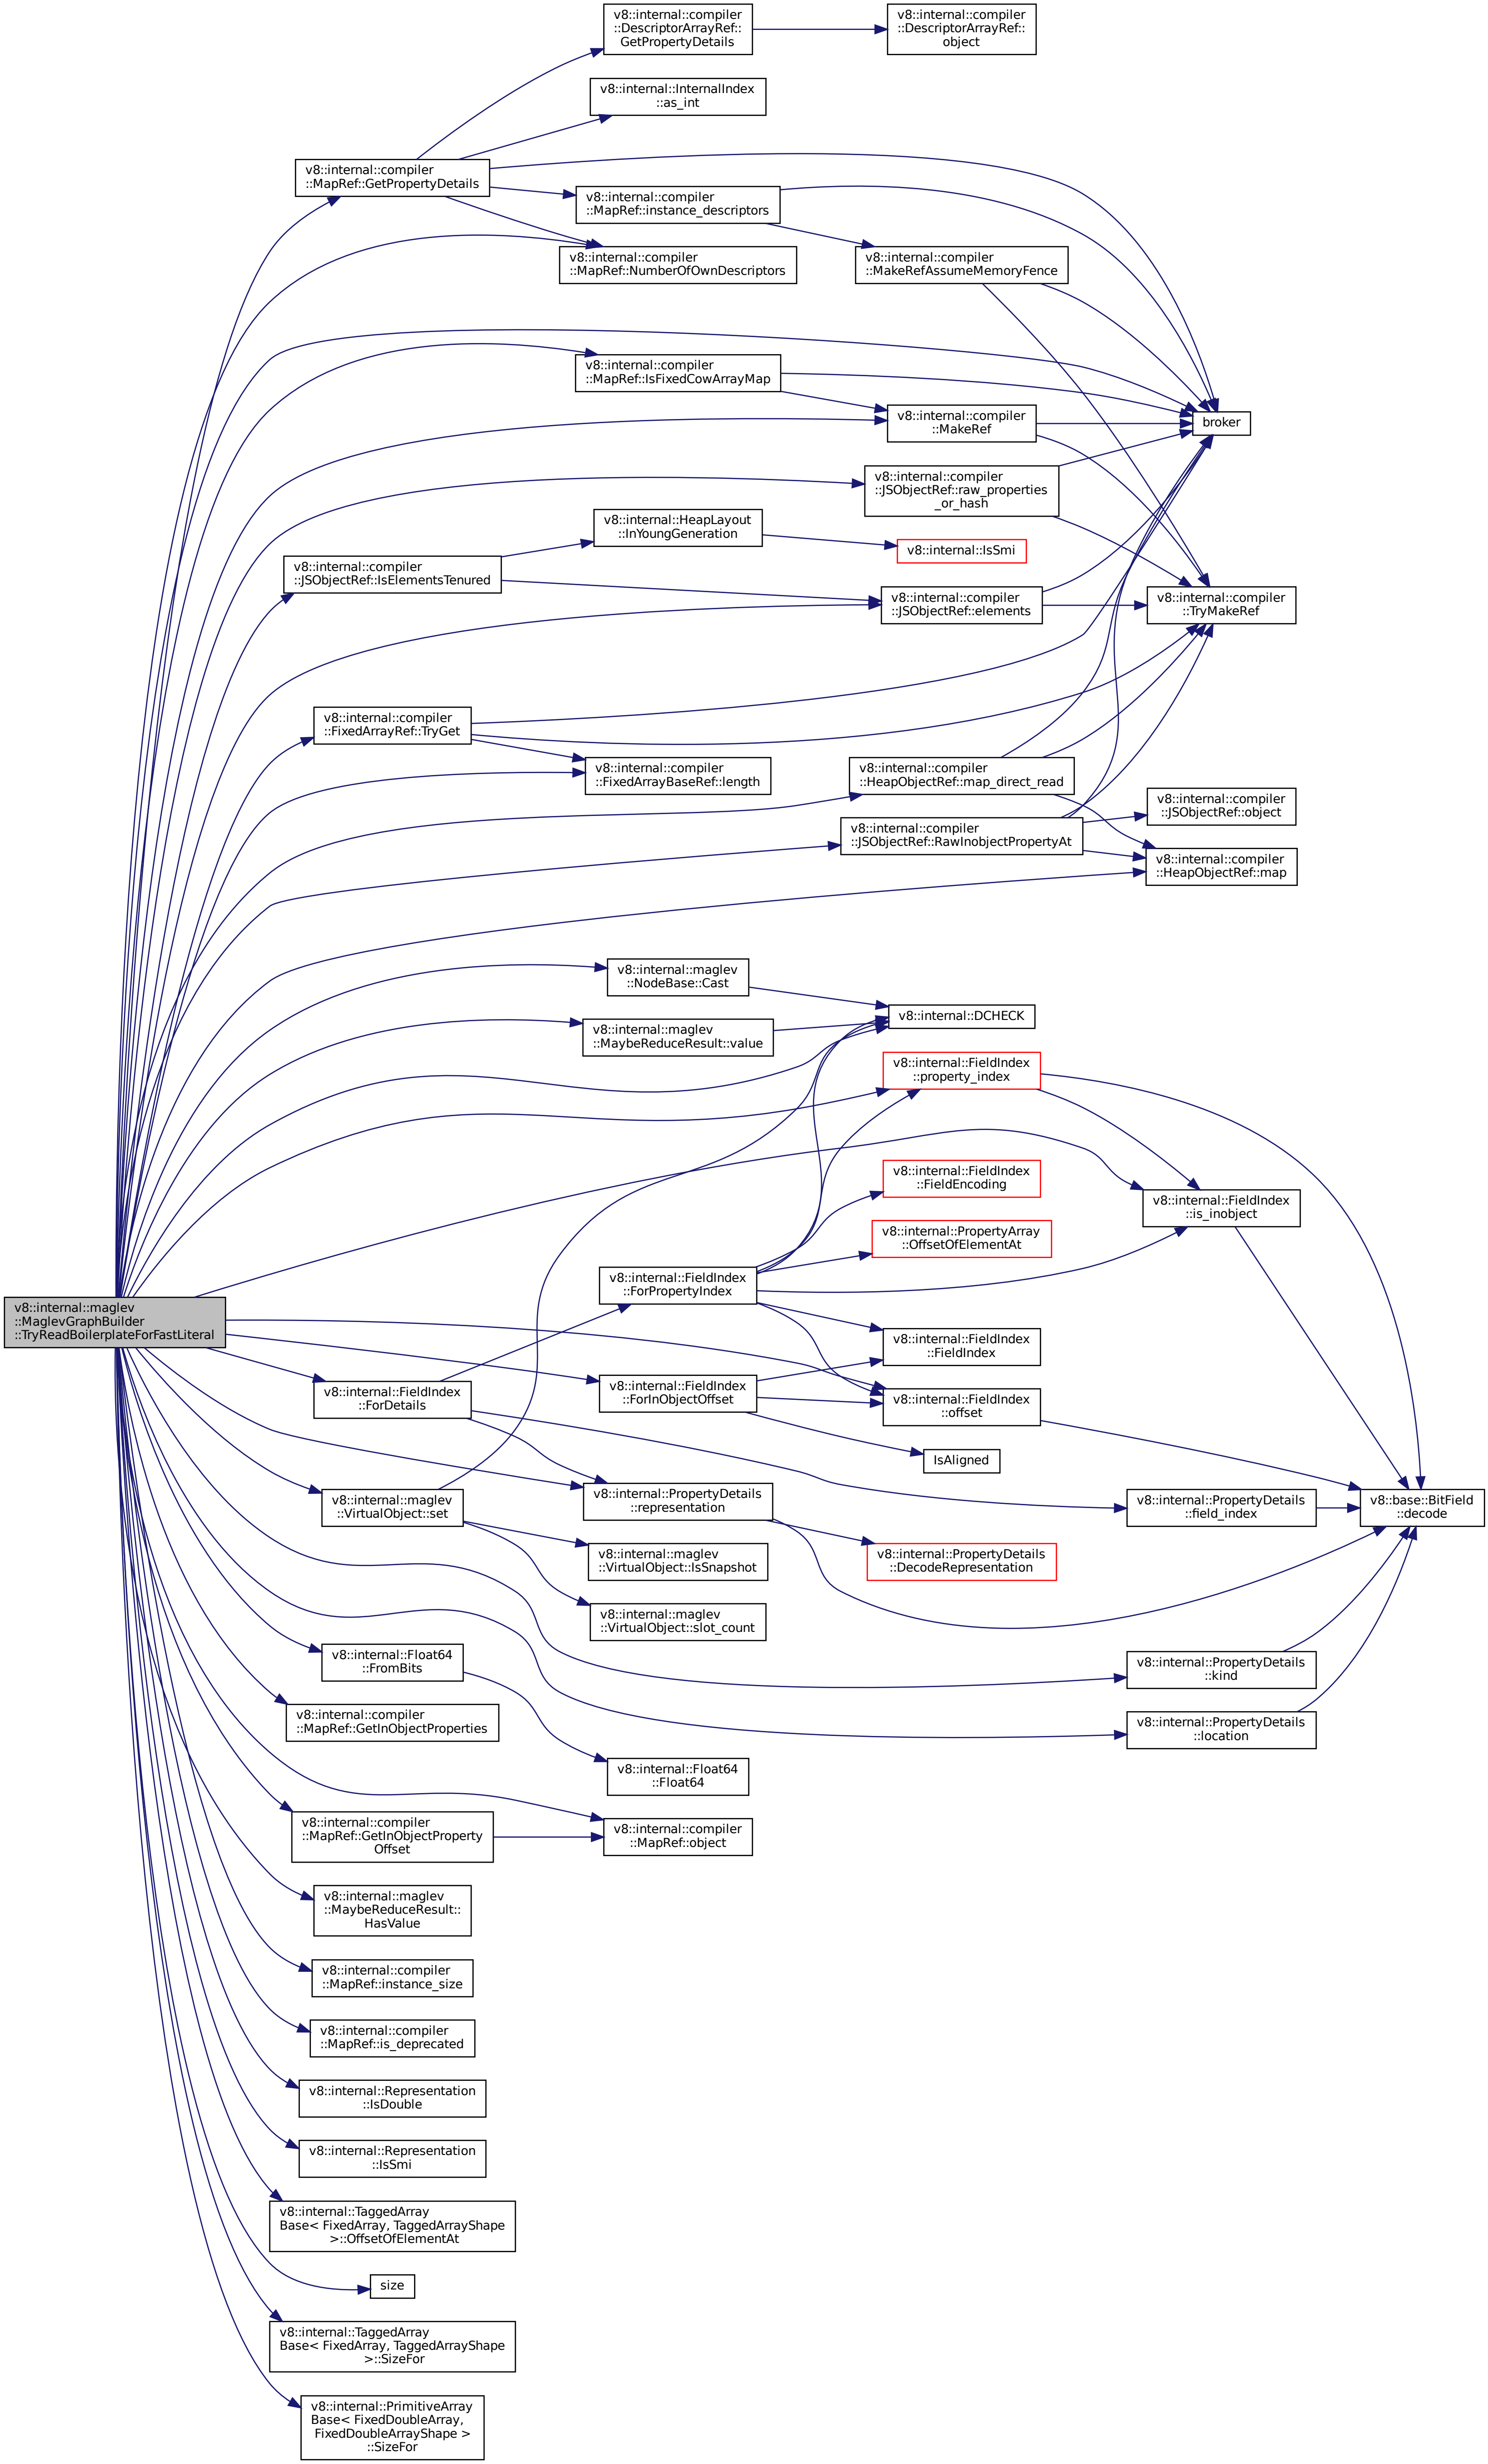 v8::internal::compiler
::DescriptorArrayRef::
GetPropertyDetails
v8::internal::compiler
::DescriptorArrayRef::
object
v8::internal::InternalIndex
::as_int
v8::internal::compiler
::MapRef::GetPropertyDetails
v8::internal::compiler
::MapRef::instance_descriptors
v8::internal::compiler
::MapRef::NumberOfOwnDescriptors
v8::internal::compiler
::MakeRefAssumeMemoryFence
v8::internal::compiler
::MapRef::IsFixedCowArrayMap
v8::internal::compiler
::MakeRef
broker
v8::internal::compiler
::JSObjectRef::raw_properties
_or_hash
v8::internal::HeapLayout
::InYoungGeneration
v8::internal::IsSmi
v8::internal::compiler
::JSObjectRef::IsElementsTenured
v8::internal::compiler
::JSObjectRef::elements
v8::internal::compiler
::TryMakeRef
v8::internal::compiler
::FixedArrayRef::TryGet
v8::internal::compiler
::FixedArrayBaseRef::length
v8::internal::compiler
::HeapObjectRef::map_direct_read
v8::internal::compiler
::JSObjectRef::object
v8::internal::compiler
::JSObjectRef::RawInobjectPropertyAt
v8::internal::compiler
::HeapObjectRef::map
v8::internal::maglev
::NodeBase::Cast
v8::internal::DCHECK
v8::internal::maglev
::MaybeReduceResult::value
v8::internal::FieldIndex
::property_index
v8::internal::FieldIndex
::FieldEncoding
v8::internal::FieldIndex
::is_inobject
v8::internal::PropertyArray
::OffsetOfElementAt
v8::internal::FieldIndex
::ForPropertyIndex
v8::internal::maglev
::MaglevGraphBuilder
::TryReadBoilerplateForFastLiteral
v8::internal::FieldIndex
::FieldIndex
v8::internal::FieldIndex
::ForDetails
v8::internal::FieldIndex
::ForInObjectOffset
v8::internal::FieldIndex
::offset
IsAligned
v8::internal::maglev
::VirtualObject::set
v8::internal::PropertyDetails
::representation
v8::internal::PropertyDetails
::field_index
v8::base::BitField
::decode
v8::internal::maglev
::VirtualObject::IsSnapshot
v8::internal::PropertyDetails
::DecodeRepresentation
v8::internal::maglev
::VirtualObject::slot_count
v8::internal::Float64
::FromBits
v8::internal::PropertyDetails
::kind
v8::internal::compiler
::MapRef::GetInObjectProperties
v8::internal::PropertyDetails
::location
v8::internal::Float64
::Float64
v8::internal::compiler
::MapRef::GetInObjectProperty
Offset
v8::internal::compiler
::MapRef::object
v8::internal::maglev
::MaybeReduceResult::
HasValue
v8::internal::compiler
::MapRef::instance_size
v8::internal::compiler
::MapRef::is_deprecated
v8::internal::Representation
::IsDouble
v8::internal::Representation
::IsSmi
v8::internal::TaggedArray
Base< FixedArray, TaggedArrayShape
>::OffsetOfElementAt
size
v8::internal::TaggedArray
Base< FixedArray, TaggedArrayShape
>::SizeFor
v8::internal::PrimitiveArray
Base< FixedDoubleArray,
FixedDoubleArrayShape >
::SizeFor